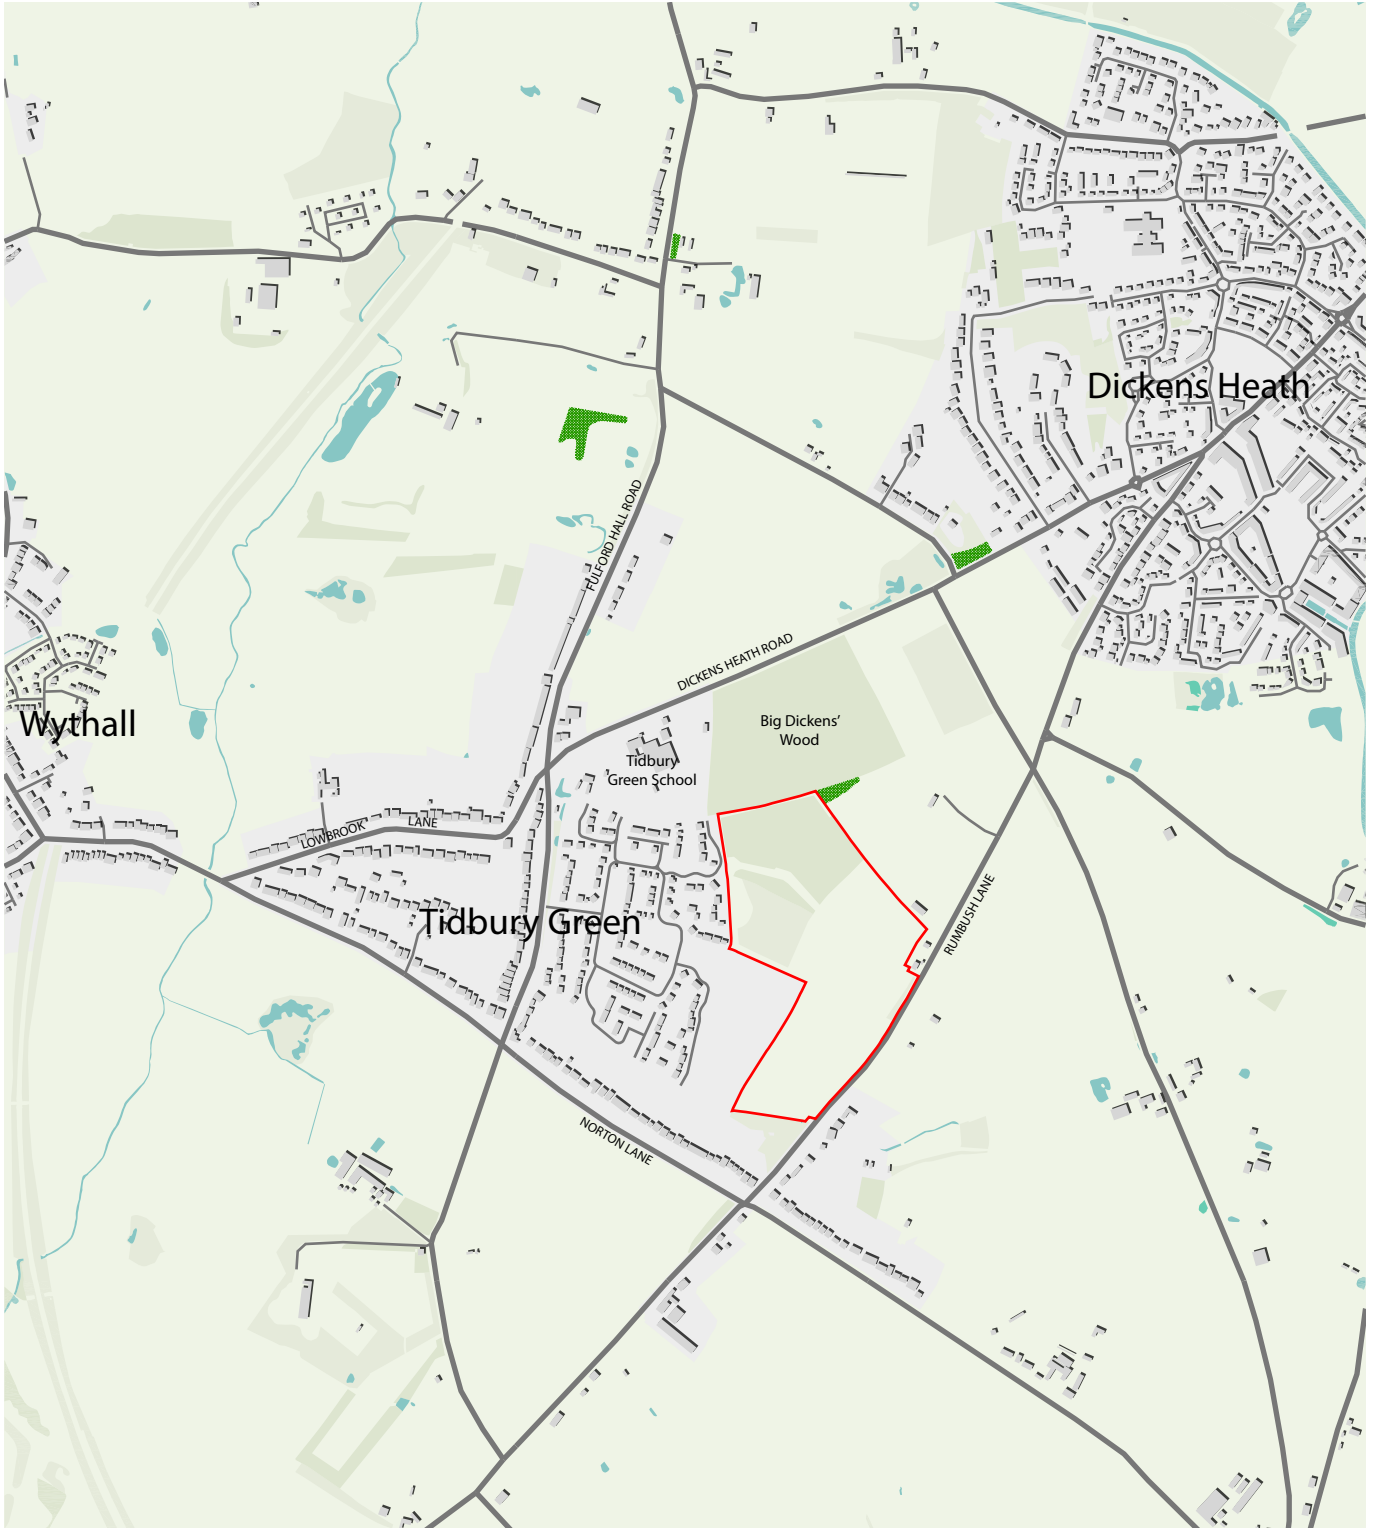 Dickens Heath
FULFORD HALL ROAD
DICKENS HEATH ROAD
Big Dickens’
Wood
Wythall
Tidbury
Green School
LOWBROOK
LANE
Tidbury Green
RUMBUSH LANE
NORTON LANE